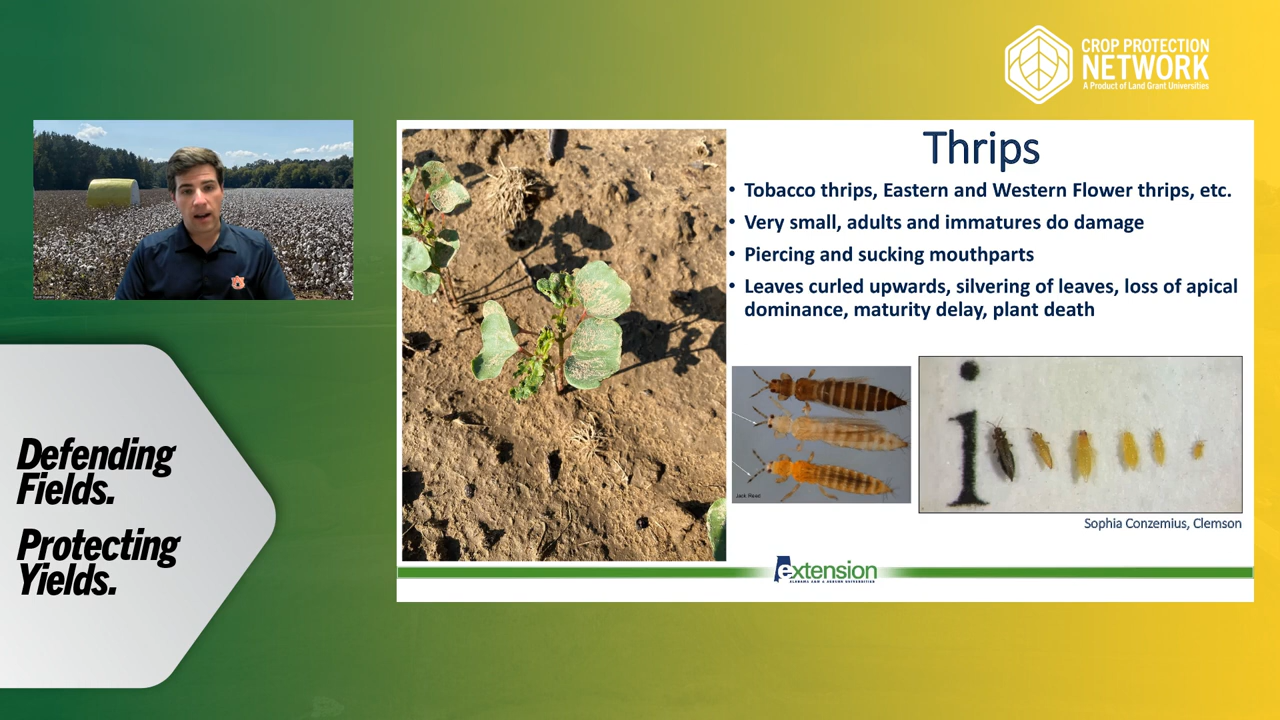 CROP PROTECTION
NETWORK
A Product of Land Grant Universities
Defending
Fields.
Protecting
Yields.
Thrips
• Tobacco thrips, Eastern and Western Flower thrips, etc.
• Very small, adults and immatures do damage
• Piercing and sucking mouthparts
• Leaves curled upwards, silvering of leaves, loss of apical
dominance, maturity delay, plant death
i
Sophia Conzemius, Clemson
extension
ALABAMA A&M & AUBURN UNIVERSITIES